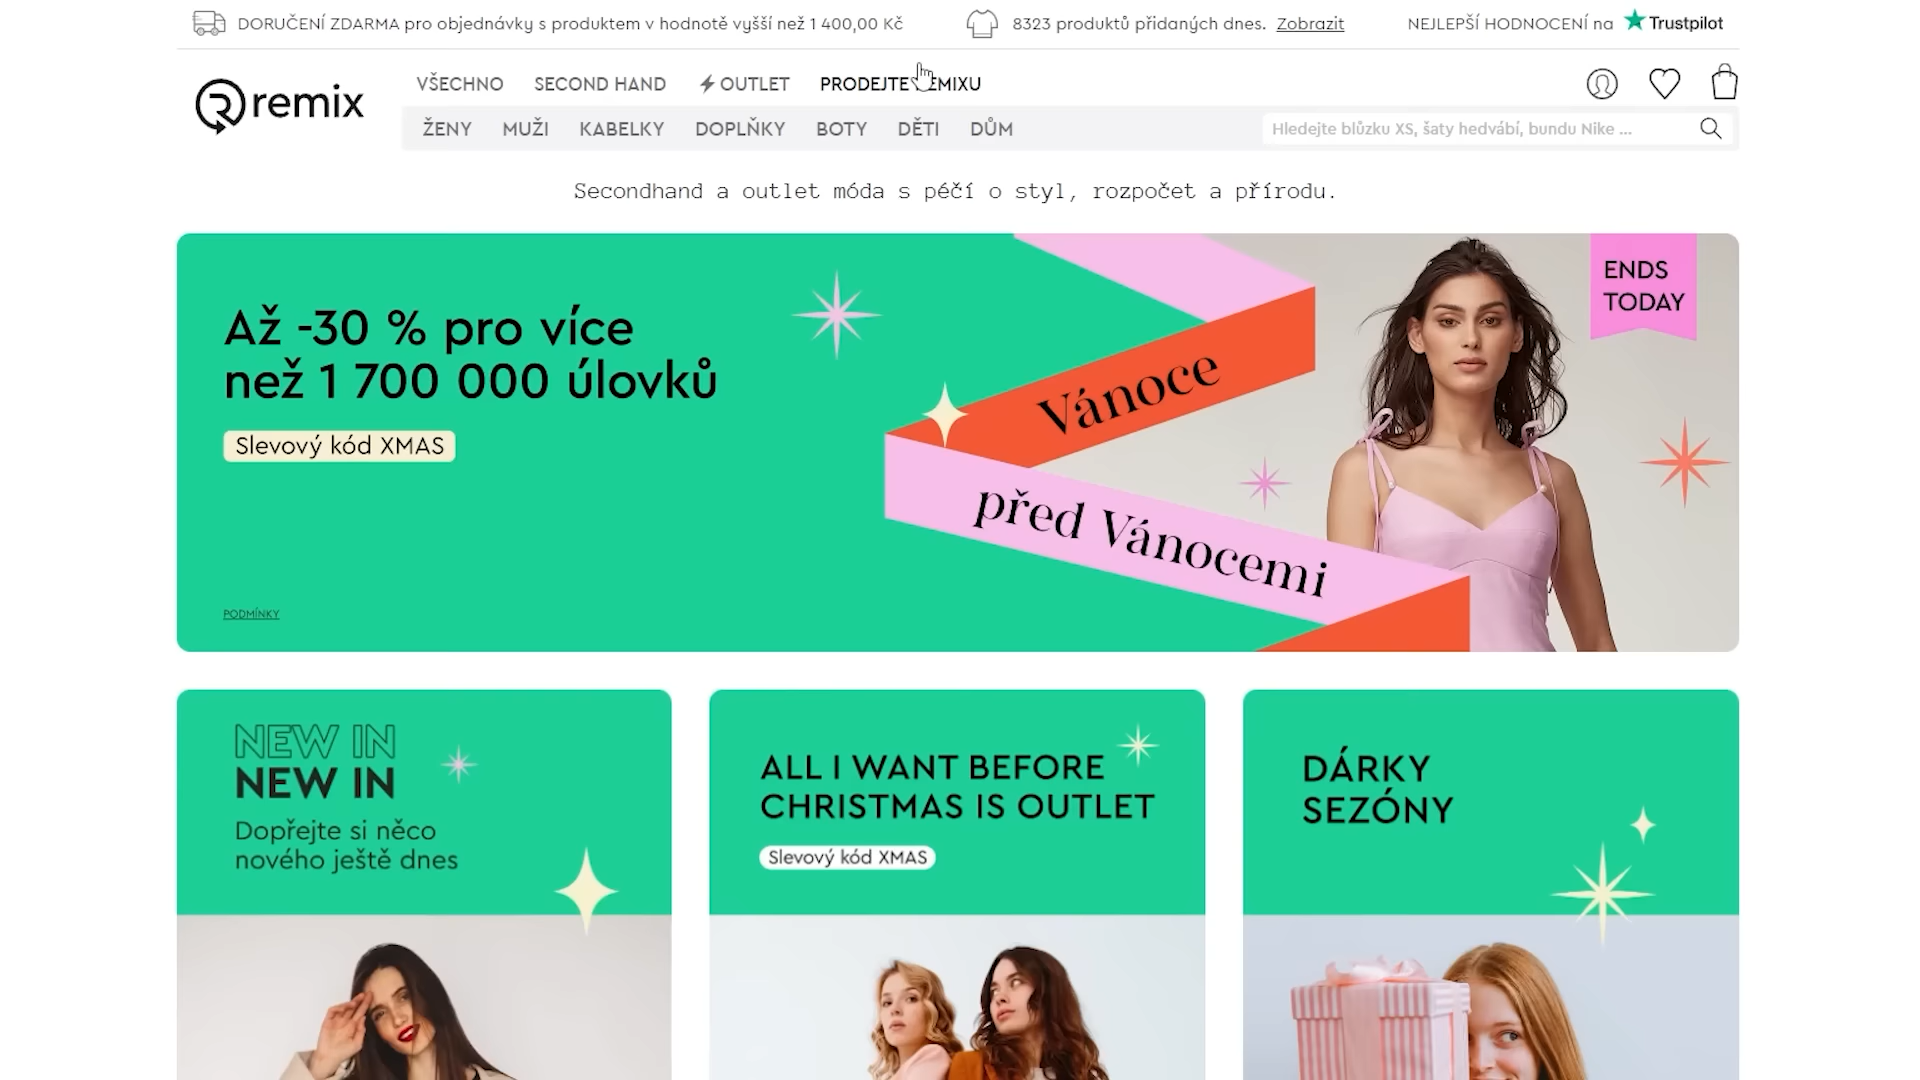 DORUČENÍ ZDARMA pro objednávky s produktem v hodnotě vyšší než 1 400,00 Kč
8323 produktů přidaných dnes. Zobrazit
NEJLEPŠÍ HODNOCENÍ na Trustpilot
remix
VŠECHNO SECOND HAND OUTLET PRODEJTE EMIXU
ŽENY MUŽI KABELKY DOPLŇKY BOTY DĚTI DŮM
Hledejte blůzku XS, šaty hedvábí, bundu Nike ...
Secondhand a outlet móda s péčí o styl, rozpočet a přírodu.
Až -30 % pro více
než 1 700 000 úlovků
Slevový kód XMAS
PODMÍNKY
Vánoce
před Vánocemi
ENDS
TODAY
NEW IN
NEW IN
Dopřejte si něco
nového ještě dnes
ALL I WANT BEFORE
CHRISTMAS IS OUTLET
Slevový kód XMAS
DÁRKY
SEZÓNY